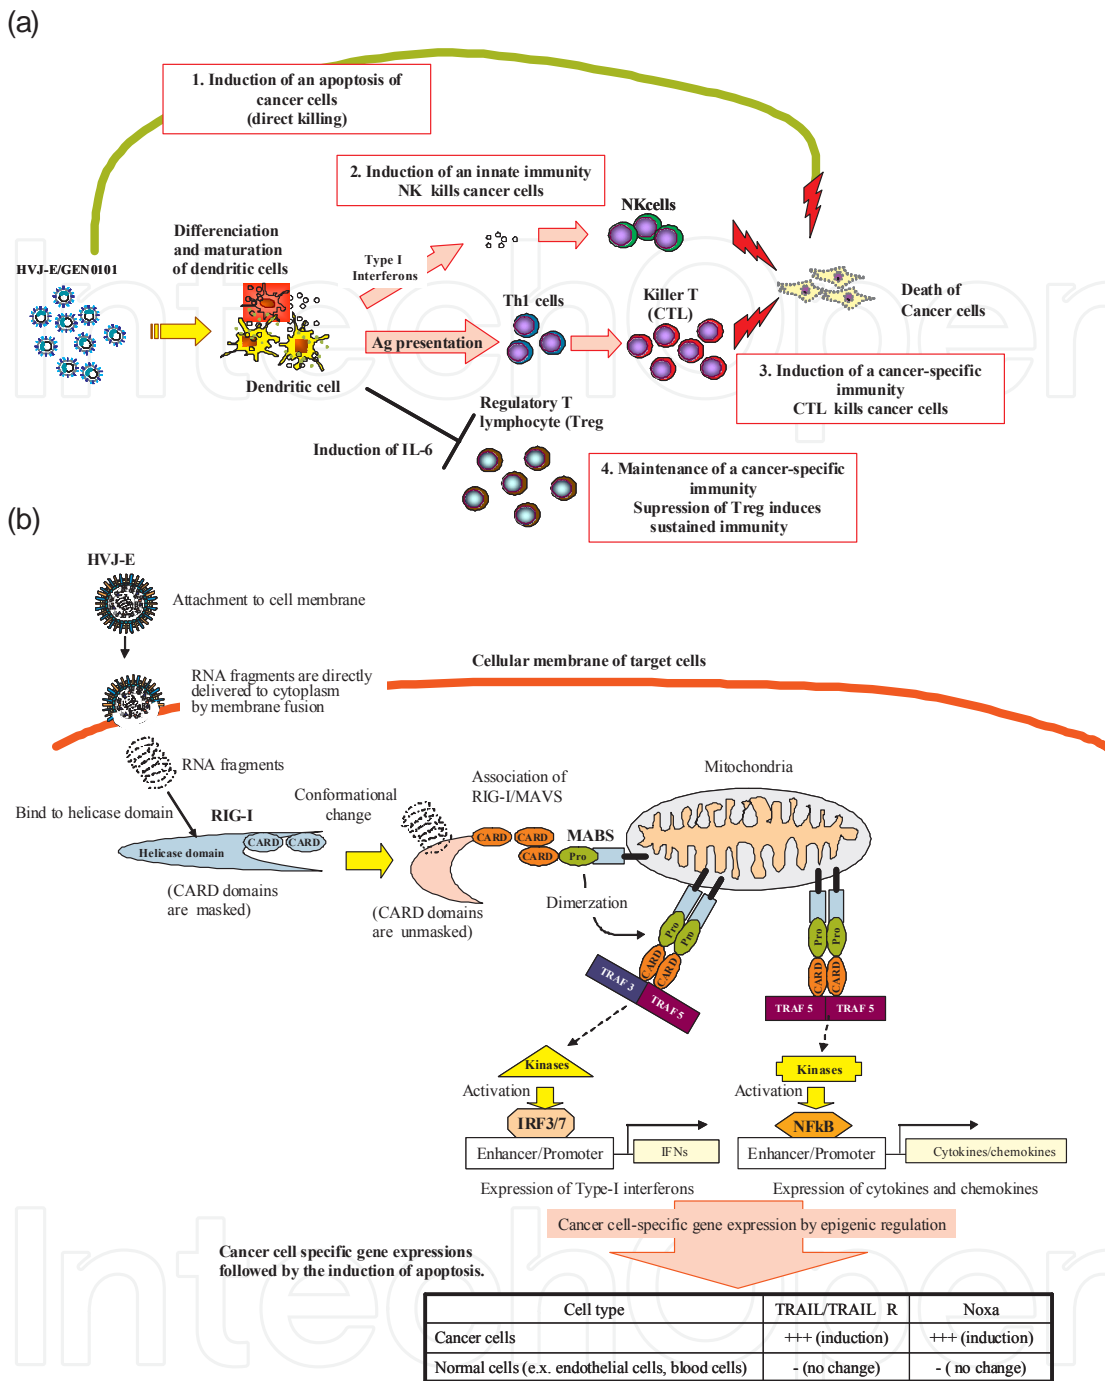 (a)
1. Induction of an apoptosis of
cancer cells
(direct killing)
2. Induction of an innate immunity
NK kills cancer cells
NKcells
Differenciation
and maturation
of dendritic cells
HVJ-E/GEN0101
Type I
Interferons
Th1 cells
Killer T
(CTL)
Death of
Cancer cells
Ag presentation
Dendritic cell
3. Induction of a cancer-specific
immunity
CTL kills cancer cells
Regulatory T
lymphocyte (Treg
Induction of IL-6
4. Maintenance of a cancer-specific
immunity
Supression of Treg induces
sustained immunity
(b)
HVJ-E
Attachment to cell membrane
RNA fragments are directly
delivered to cytoplasm
by membrane fusion
Cellular membrane of target cells
RNA fragments
Bind to helicase domain
RIG-I
Helicase domain
CARD
CARD
(CARD domains
are masked)
Conformational
change
Association of
RIG-I/MAVS
CARD
CARD
CARD
MABS
Pro
(CARD domains
are unmasked)
Mitochondria
Dimerzation
Pro
Pro
CARD
CARD
TRAF 3
TRAF 5
Pro
Pro
CARD
CARD
TRAF 5
TRAF 5
Kinases
Activation
IRF3/7
Enhancer/Promoter
IFNs
Expression of Type-I interferons
Kinases
Activation
NFkB
Enhancer/Promoter
Cytokines/chemokines
Expression of cytokines and chemokines
Cancer cell-specific gene expression by epigenic regulation
Cancer cell specific gene expressions
followed by the induction of apoptosis.
Cell type TRAIL/TRAIL R Noxa
Cancer cells +++ (induction) +++ (induction)
Normal cells (e.x. endothelial cells, blood cells) - (no change) - ( no change)
IntechOpen
IntechOpen